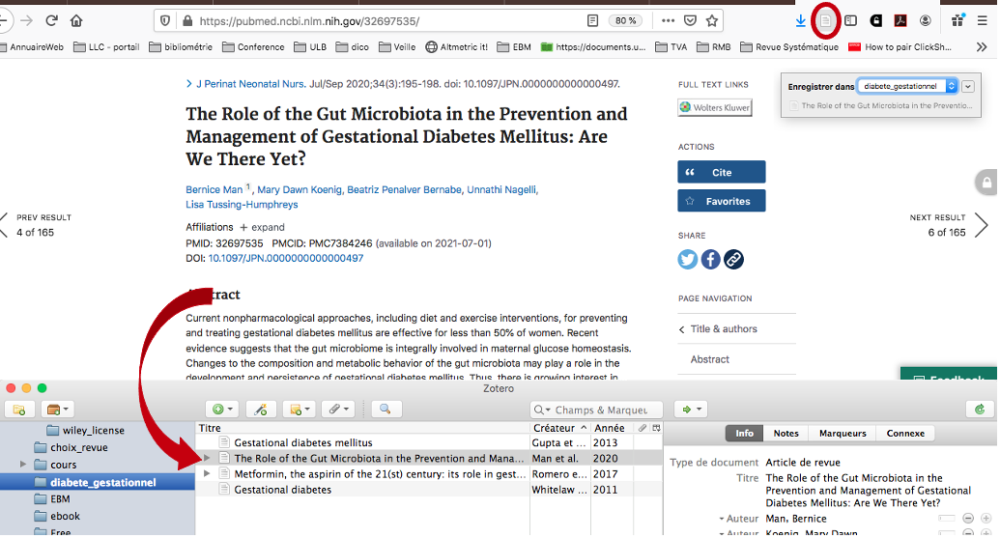 https://pubmed.ncbi.nlm.nih.gov/32697535/
80 %
AnnuaireWeb
LLC - portail
bibliométrie
Conference
ULB
dico
Veille
Altmetric it!
EBM
https://documents.u...
TVA
RMB
Revue Systématique
How to pair ClickSh...
J Perinat Neonatal Nurs. Jul/Sep 2020;34(3):195-198. doi: 10.1097/JPN.0000000000000497.
The Role of the Gut Microbiota in the Prevention and
Management of Gestational Diabetes Mellitus: Are
We There Yet?
Bernice Man 1, Mary Dawn Koenig, Beatriz Penalver Bernabe, Unnathi Nagelli,
Lisa Tussing-Humphreys
Affiliations + expand
PMID: 32697535 PMCID: PMC7384246 (available on 2021-07-01)
DOI: 10.1097/JPN.0000000000000497
PREV RESULT
4 of 165
Abstract
Current nonpharmacological approaches, including diet and exercise interventions, for preventing
and treating gestational diabetes mellitus are effective for less than 50% of women. Recent
evidence suggests that the gut microbiome is integrally involved in maternal glucose homeostasis.
Changes to the composition and metabolic behavior of the gut microbiota may play a role in the
development and persistence of gestational diabetes mellitus. Thus, there is growing interest in
FULL TEXT LINKS
Wolters Kluwer
ACTIONS
Cite
Favorites
SHARE
PAGE NAVIGATION
Title & authors
Abstract
Enregistrer dans diabete_gestationnel
The Role of the Gut Microbiota in the Preventio...
NEXT RESULT
6 of 165
Feedback
Zotero
Champs & Marqueu
wiley_license
choix_revue
cours
diabete_gestationnel
EBM
ebook
Free
Titre Créateur Année
Gestational diabetes mellitus Gupta et ... 2013
The Role of the Gut Microbiota in the Prevention and Mana... Man et al. 2020
Metformin, the aspirin of the 21(st) century: its role in gest... Romero e... 2017
Gestational diabetes Whitelaw ... 2011
Info Notes Marqueurs Connexe
Type de document Article de revue
Titre The Role of the Gut Microbiota in the
Prevention and Management of Gestational
Diabetes Mellitus: Are We There Yet?
Auteur Man, Bernice
Auteur Koenig, Mary Dawn